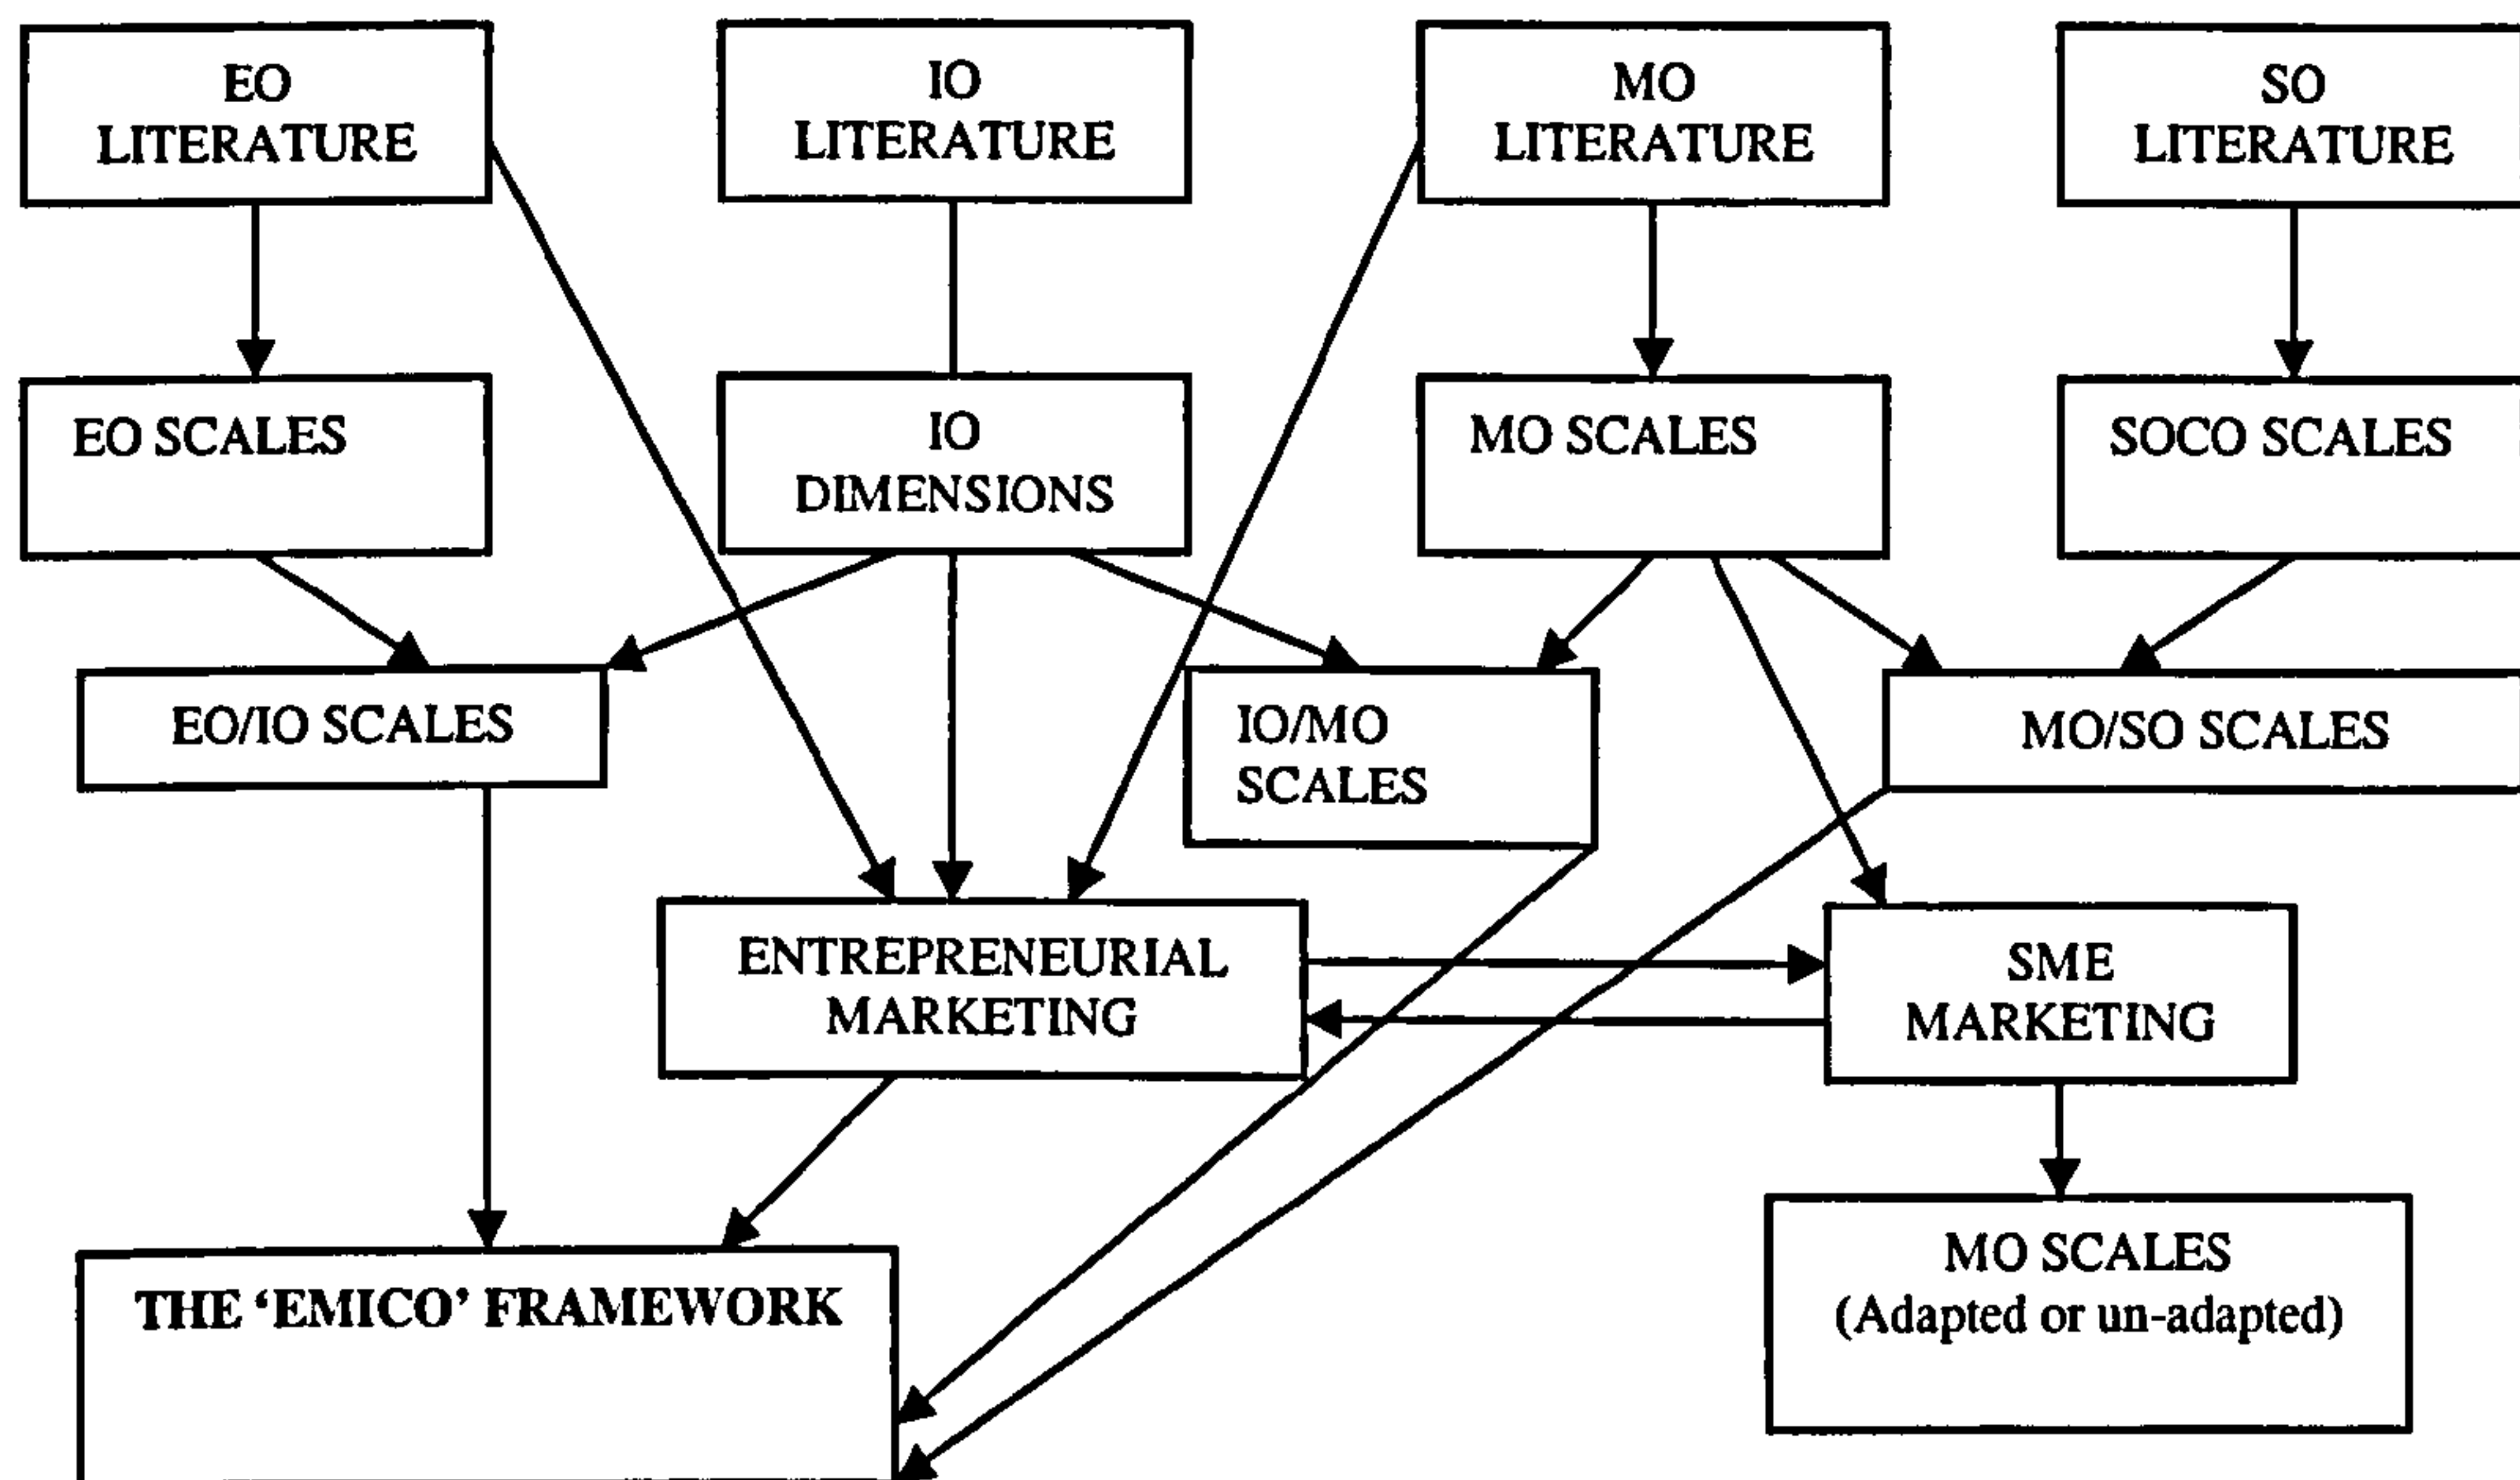 EO
LITERATURE
IO
LITERATURE
MO
LITERATURE
SO
LITERATURE
EO SCALES
IO
DIMENSIONS
MO SCALES
SOCO SCALES
EO/IO SCALES
IO/MO
SCALES
MO/SO SCALES
ENTREPRENEURIAL
MARKETING
SME
MARKETING
THE ‘EMICO’ FRAMEWORK
MO SCALES
(Adapted or un-adapted)